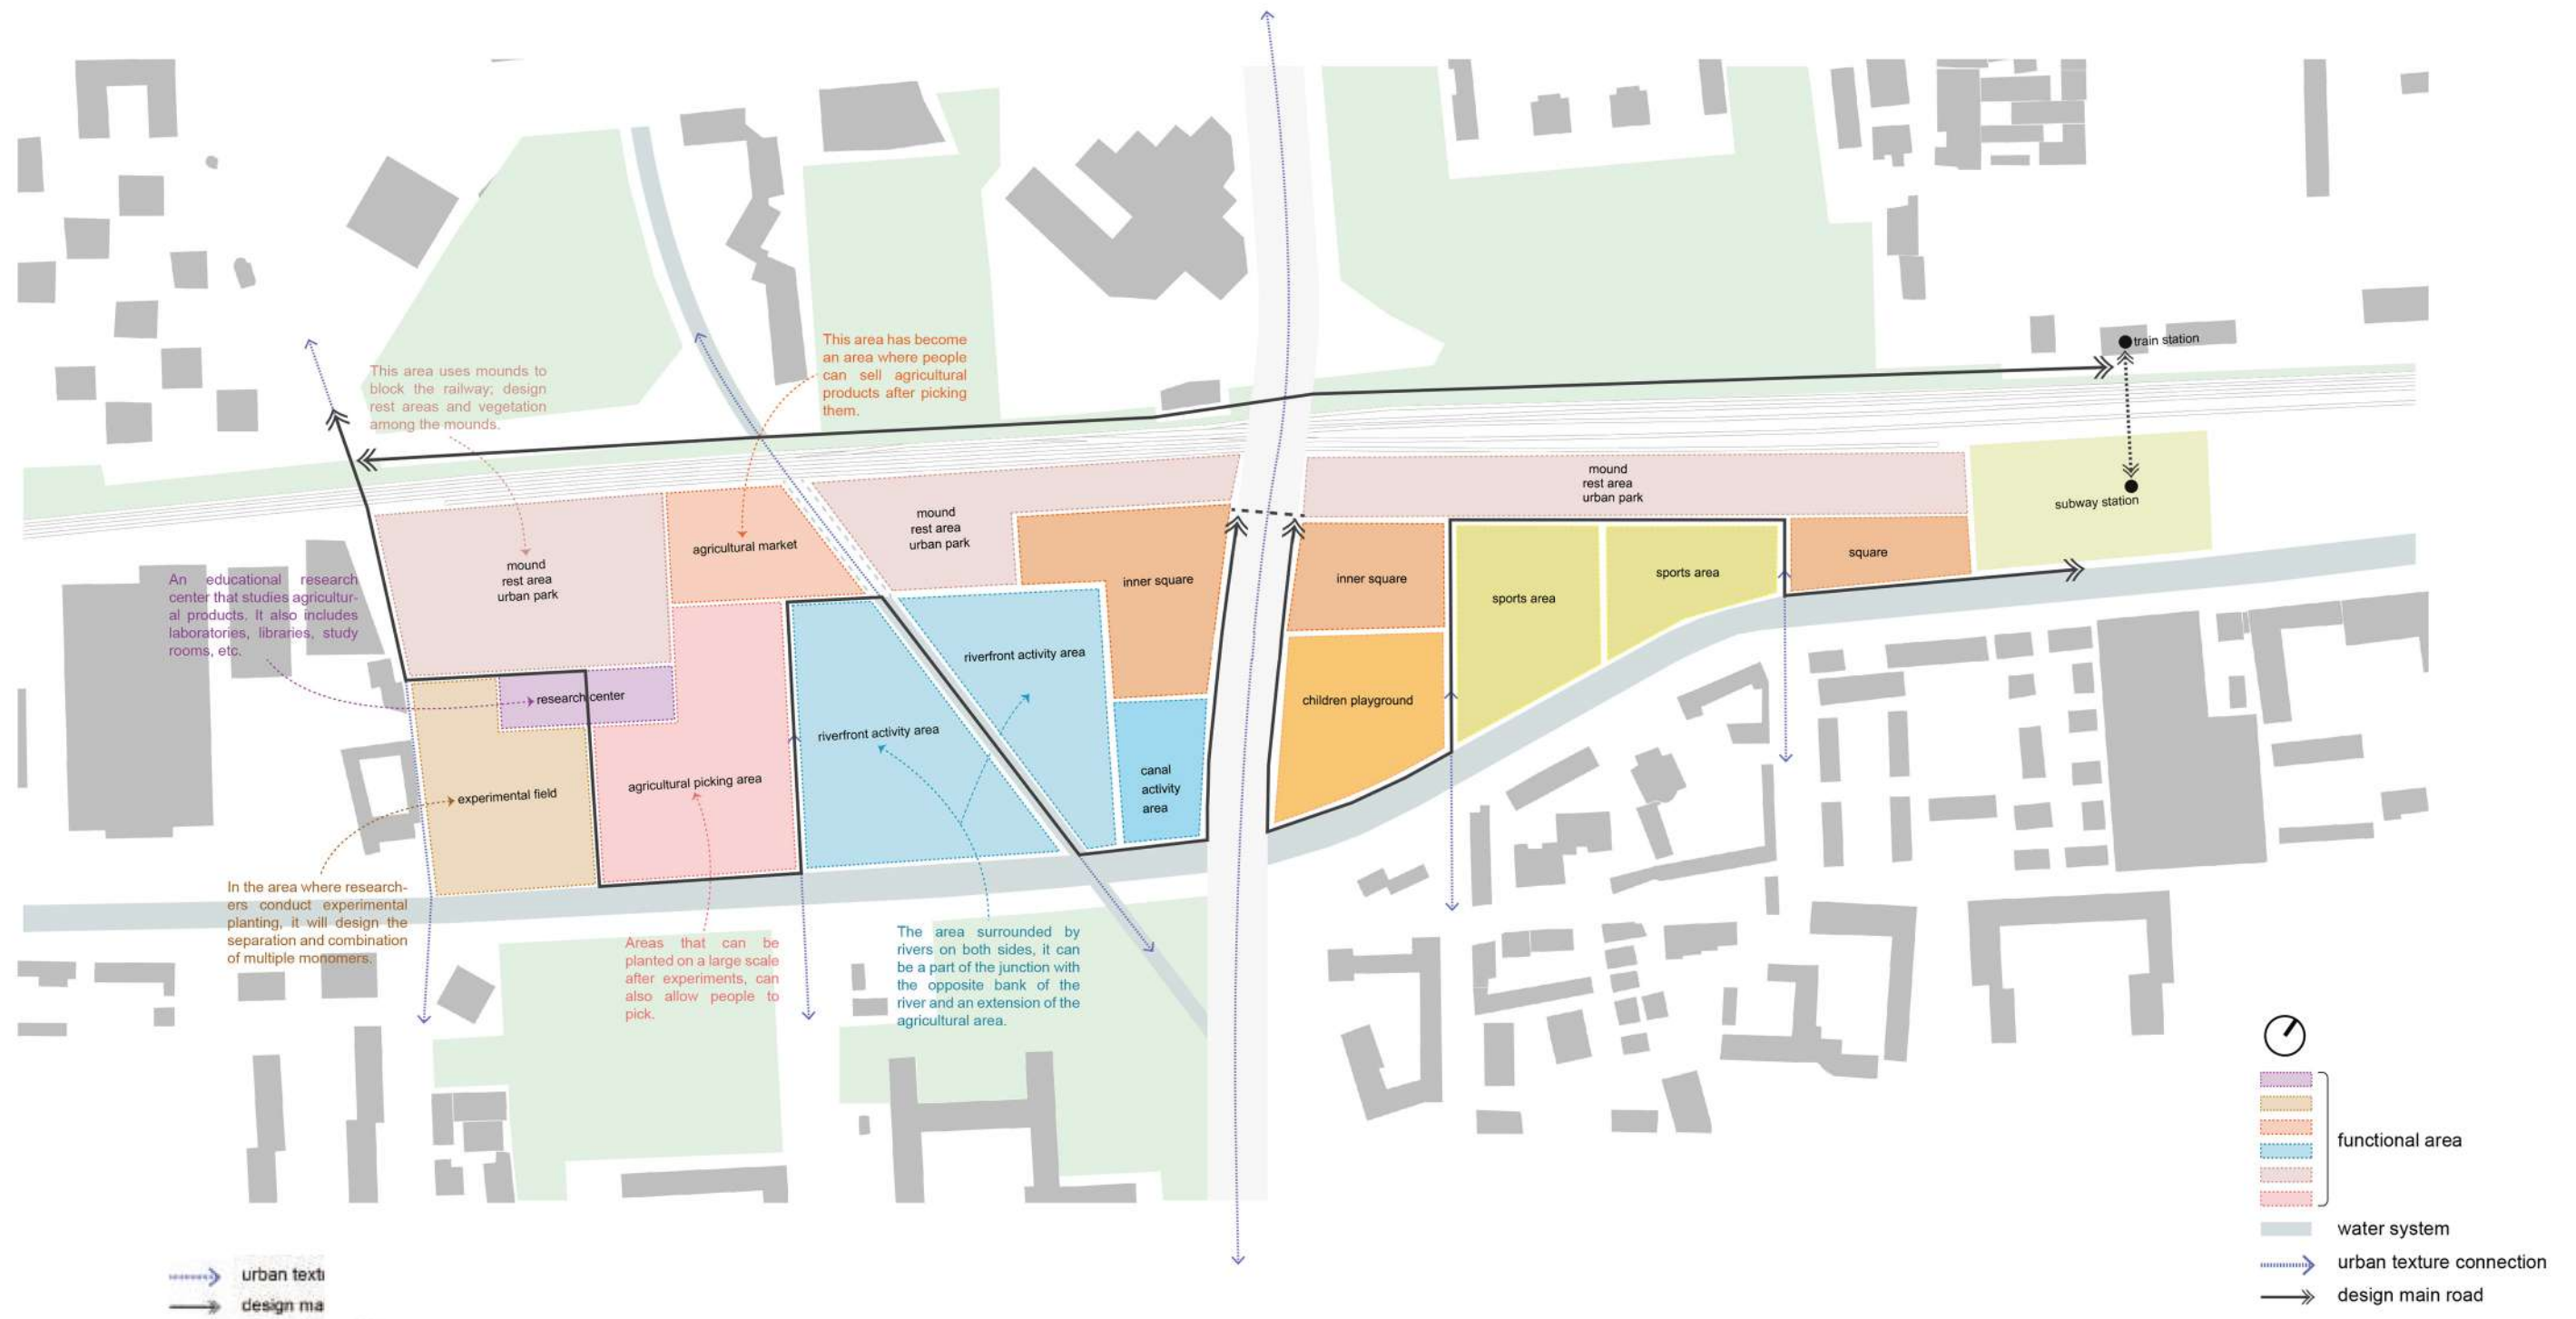 This area has become
an area where people
can sell agricultural
products after picking
them.
train station
This area uses mounds to
block the railway; design
rest areas and vegetation
among the mounds.
subway station
mound
rest area
urban park
mound
rest area
urban park
agricultural market
mound
rest area
urban park
inner square
inner square
sports area
sports area
square
An educational research
center that studies agricultur-
al products. It also includes
laboratories, libraries, study
rooms, etc.
research center
riverfront activity area
children playground
riverfront activity area
canal
activity
area
agricultural picking area
experimental field
In the area where research-
ers conduct experimental
planting, it will design the
separation and combination
of multiple monomers.
Areas that can be
planted on a large scale
after experiments, can
also allow people to
pick.
The area surrounded by
rivers on both sides, it can
be a part of the junction with
the opposite bank of the
river and an extension of the
agricultural area.
functional area
water system
urban texture connection
design main road
urban text
design ma